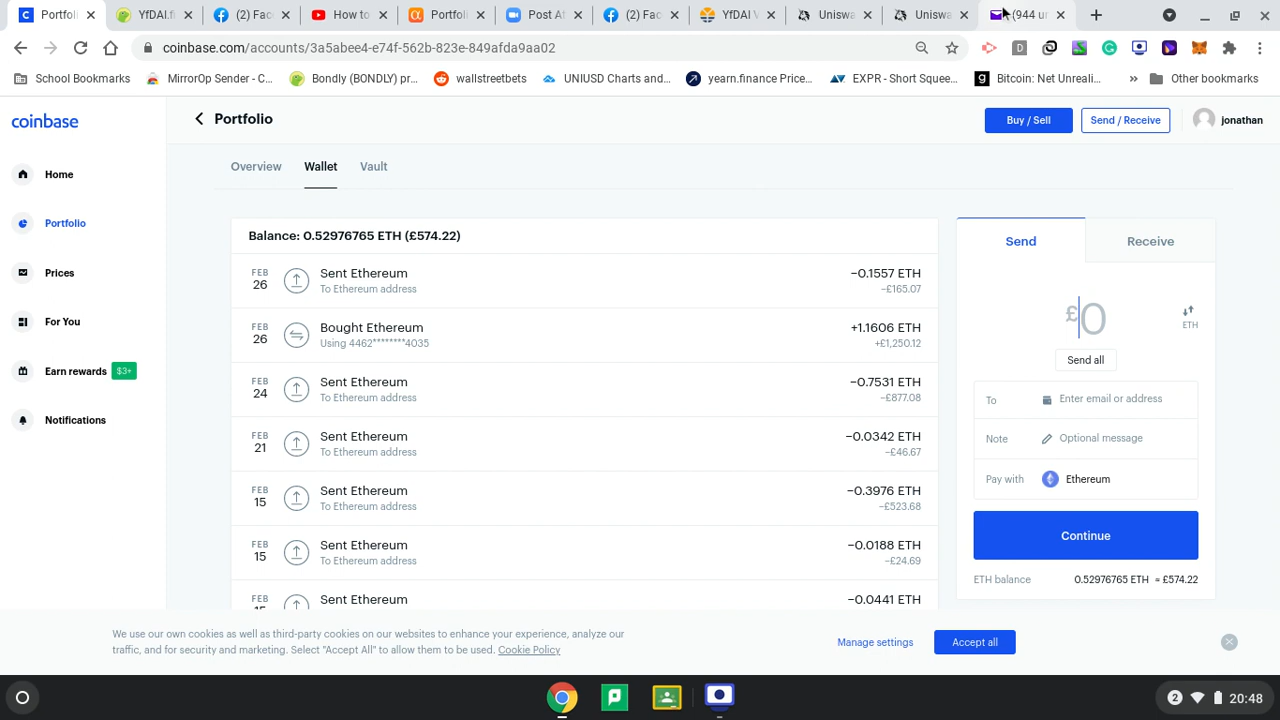 Portfo
YfDAI.fi
(2) Fac
How to
Portfoli
Post At
(2) Fac
YfDAI V
Uniswa
Uniswa
(944 ur
coinbase.com/accounts/3a5abee4-e74f-562b-823e-849afda9aa02
School Bookmarks
MirrorOp Sender - C...
Bondly (BONDLY) pr...
wallstreetbets
UNIUSD Charts and...
yearn.finance Price...
EXPR - Short Squee...
Bitcoin: Net Unreali...
»
Other bookmarks
coinbase
Portfolio
Buy / Sell
Send / Receive
jonathan
Home
Portfolio
Prices
For You
Earn rewards $3+
Notifications
Overview
Wallet
Vault
Balance: 0.52976765 ETH (£574.22)
FEB
26
Sent Ethereum
To Ethereum address
−0.1557 ETH
−£165.07
FEB
26
Bought Ethereum
Using 4462********4035
+1.1606 ETH
+£1,250.12
FEB
24
Sent Ethereum
To Ethereum address
−0.7531 ETH
−£877.08
FEB
21
Sent Ethereum
To Ethereum address
−0.0342 ETH
−£46.67
FEB
15
Sent Ethereum
To Ethereum address
−0.3976 ETH
−£523.68
FEB
15
Sent Ethereum
To Ethereum address
−0.0188 ETH
−£24.69
FEB
15
Sent Ethereum
−0.0441 ETH
Send
Receive
£0
ETH
Send all
To
Enter email or address
Note
Optional message
Pay with
Ethereum
Continue
ETH balance
0.52976765 ETH = £574.22
We use our own cookies as well as third-party cookies on our websites to enhance your experience, analyze our
traffic, and for security and marketing. Select "Accept All" to allow them to be used. Cookie Policy
Manage settings
Accept all
2
20:48